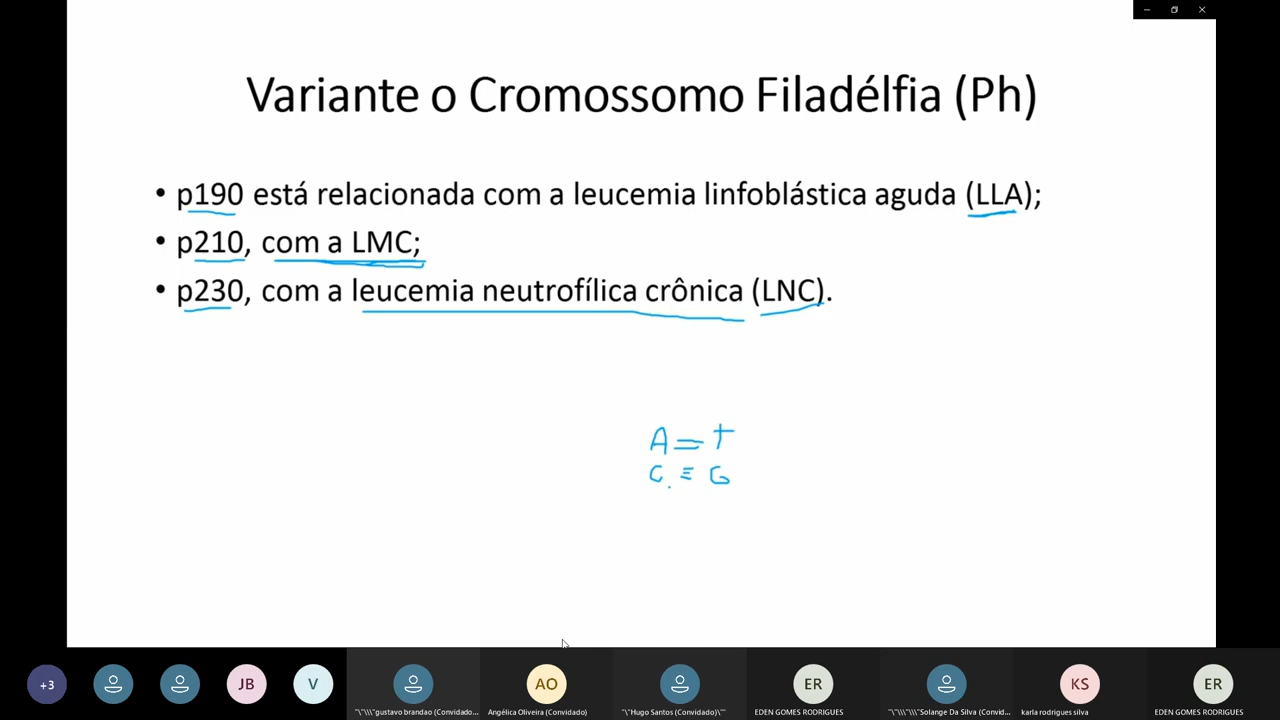 Variante o Cromossomo Filadélfia (Ph)
• p190 está relacionada com a leucemia linfoblástica aguda (LLA);
• p210, com a LMC;
• p230, com a leucemia neutrofílica crônica (LNC).
A = T
C ≡ G
+3
JB
V
"\"\\\"gustavo brandao (Convidado...
AO
Angélica Oliveira (Convidado)
"\"Hugo Santos (Convidado)\""
ER
EDEN GOMES RODRIGUES
"\"\\\"\\\"Solange Da Silva (Convid...
KS
karla rodrigues silva
ER
EDEN GOMES RODRIGUES